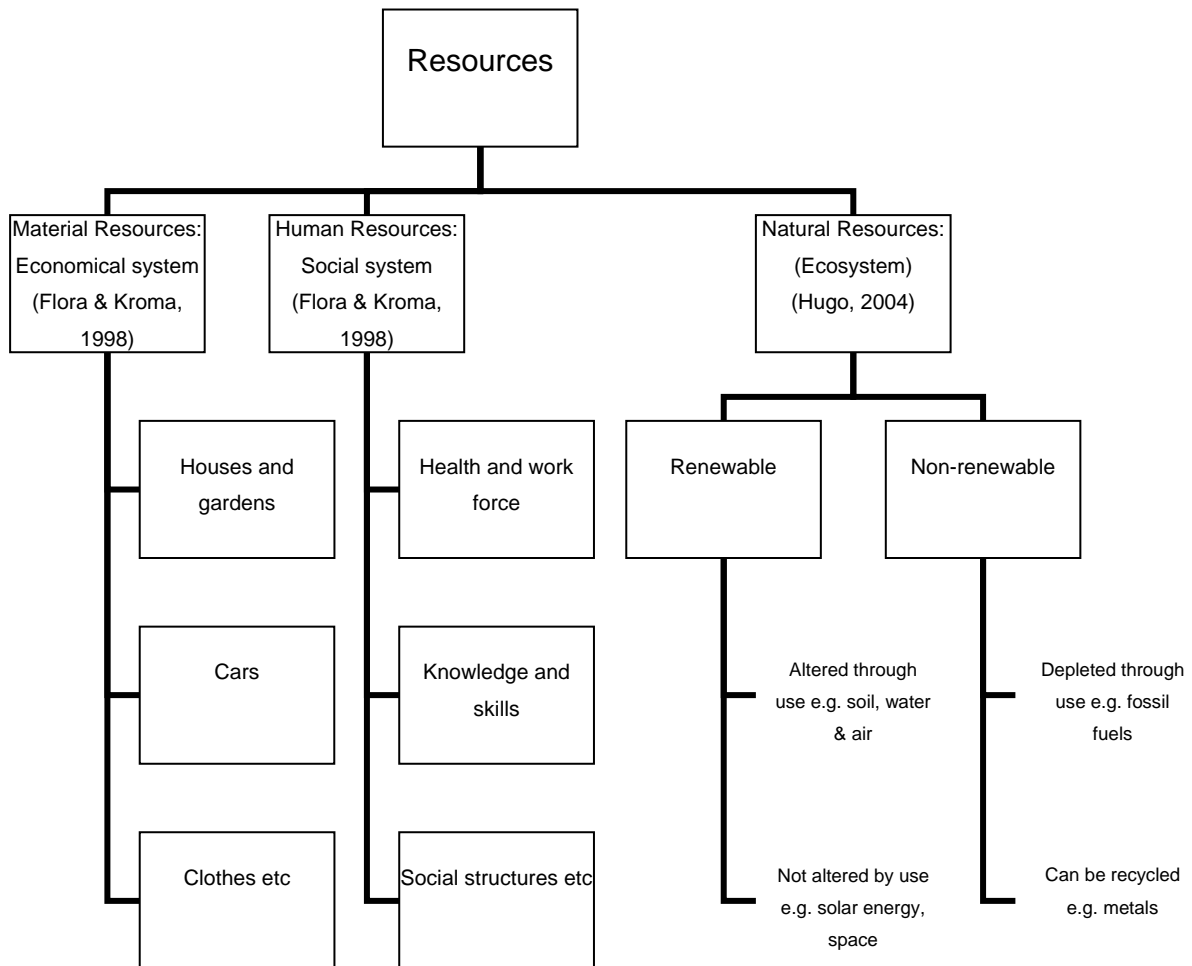 Resources
Material Resources:
Economical system
(Flora & Kroma,
1998)
Human Resources:
Social system
(Flora & Kroma,
1998)
Natural Resources:
(Ecosystem)
(Hugo, 2004)
Houses and
gardens
Health and work
force
Renewable
Non-renewable
Cars
Knowledge and
skills
Altered through
use e.g. soil, water
& air
Depleted through
use e.g. fossil
fuels
Clothes etc
Social structures etc
Not altered by use
e.g. solar energy,
space
Can be recycled
e.g. metals